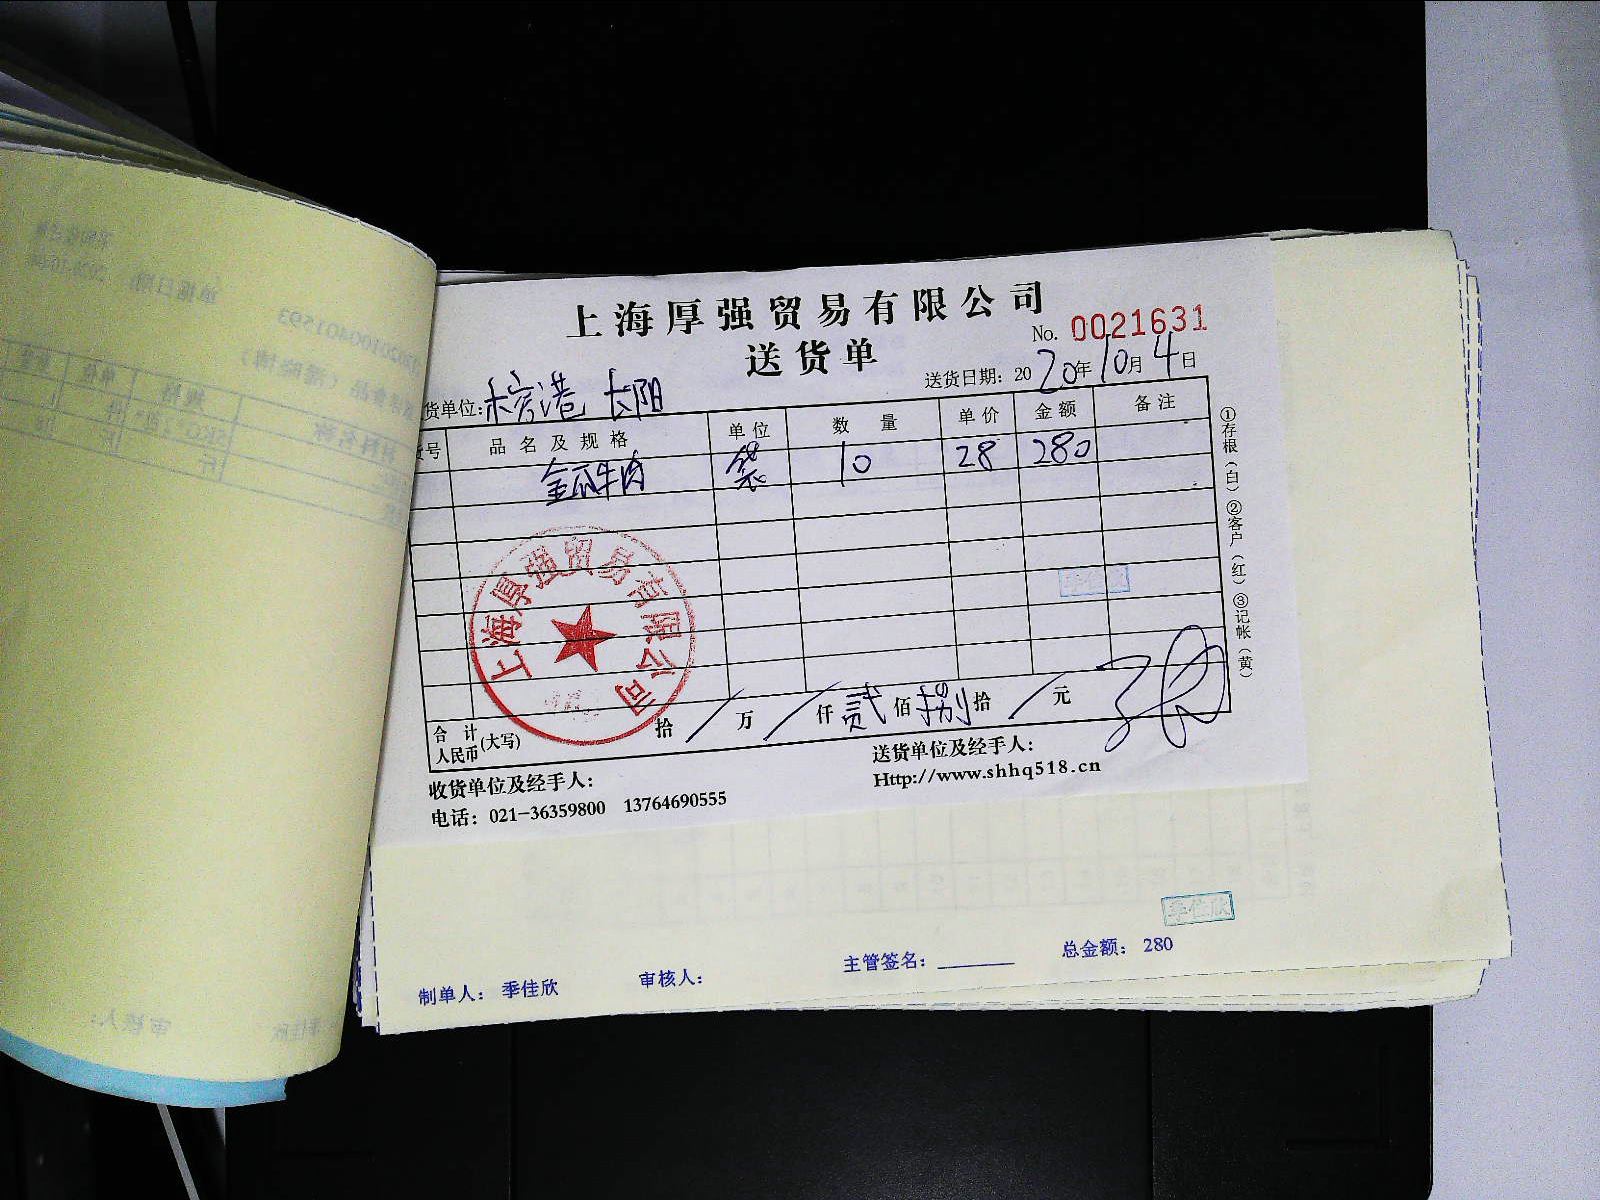 上海厚强贸易有限公司
No. 0021631
送货单
送货日期: 2020年10月4日
货单位: 棕榕港 长阳
货号 品名及规格 单位 数量 单价 金额 备注
金瓜牛肉 袋 10 28 280
①存根(白)②客户(红)③记帐(黄)
上海厚强贸易有限公司
季佳欣
合计人民币(大写) 拾 / 万 / 仟 贰 佰 捌 拾 / 元
收货单位及经手人:
送货单位及经手人:
电话: 021-36359800 13764690555
Http://www.shhq518.cn
季佳欣
制单人: 季佳欣 审核人: 主管签名: 总金额: 280